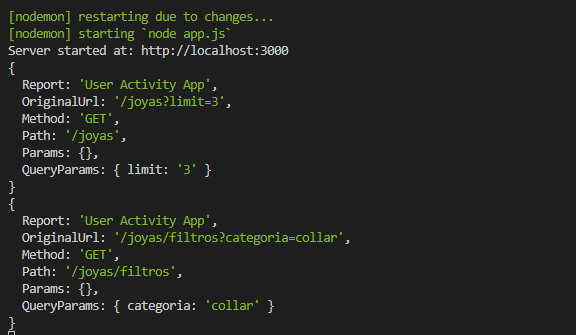 [nodemon] restarting due to changes...
[nodemon] starting `node app.js`
Server started at: http://localhost:3000
{
  Report: 'User Activity App',
  OriginalUrl: '/joyas?limit=3',
  Method: 'GET',
  Path: '/joyas',
  Params: {},
  QueryParams: { limit: '3' }
}
{
  Report: 'User Activity App',
  OriginalUrl: '/joyas/filtros?categoria=collar',
  Method: 'GET',
  Path: '/joyas/filtros',
  Params: {},
  QueryParams: { categoria: 'collar' }
}